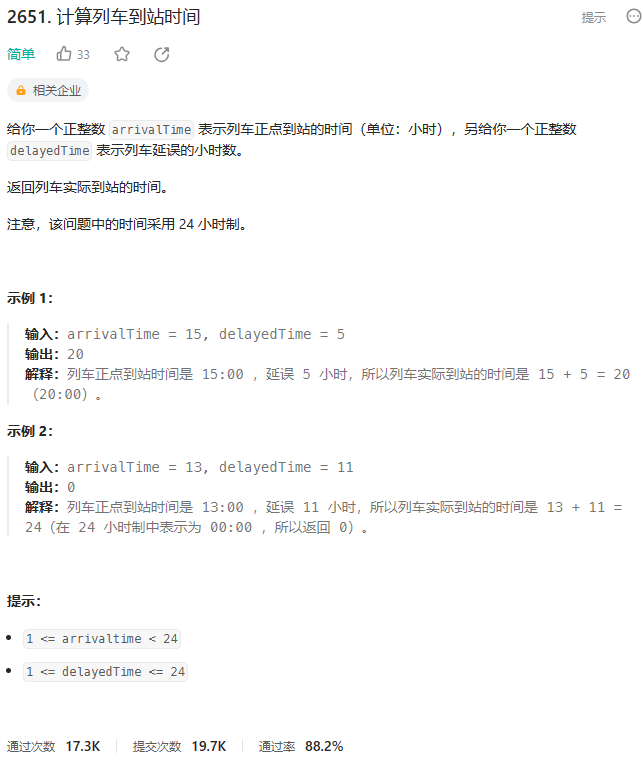 2651. 计算列车到站时间
提示
简单 33
相关企业
给你一个正整数 arrivalTime 表示列车正点到站的时间（单位：小时），另给你一个正整数
delayedTime 表示列车延误的小时数。
返回列车实际到站的时间。
注意，该问题中的时间采用 24 小时制。
示例 1：
输入：arrivalTime = 15, delayedTime = 5
输出：20
解释：列车正点到站时间是 15:00 ，延误 5 小时，所以列车实际到站的时间是 15 + 5 = 20
（20:00）。
示例 2：
输入：arrivalTime = 13, delayedTime = 11
输出：0
解释：列车正点到站时间是 13:00 ，延误 11 小时，所以列车实际到站的时间是 13 + 11 =
24（在 24 小时制中表示为 00:00 ，所以返回 0）。
提示：
1 <= arrivaltime < 24
1 <= delayedTime <= 24
通过次数 17.3K 提交次数 19.7K 通过率 88.2%